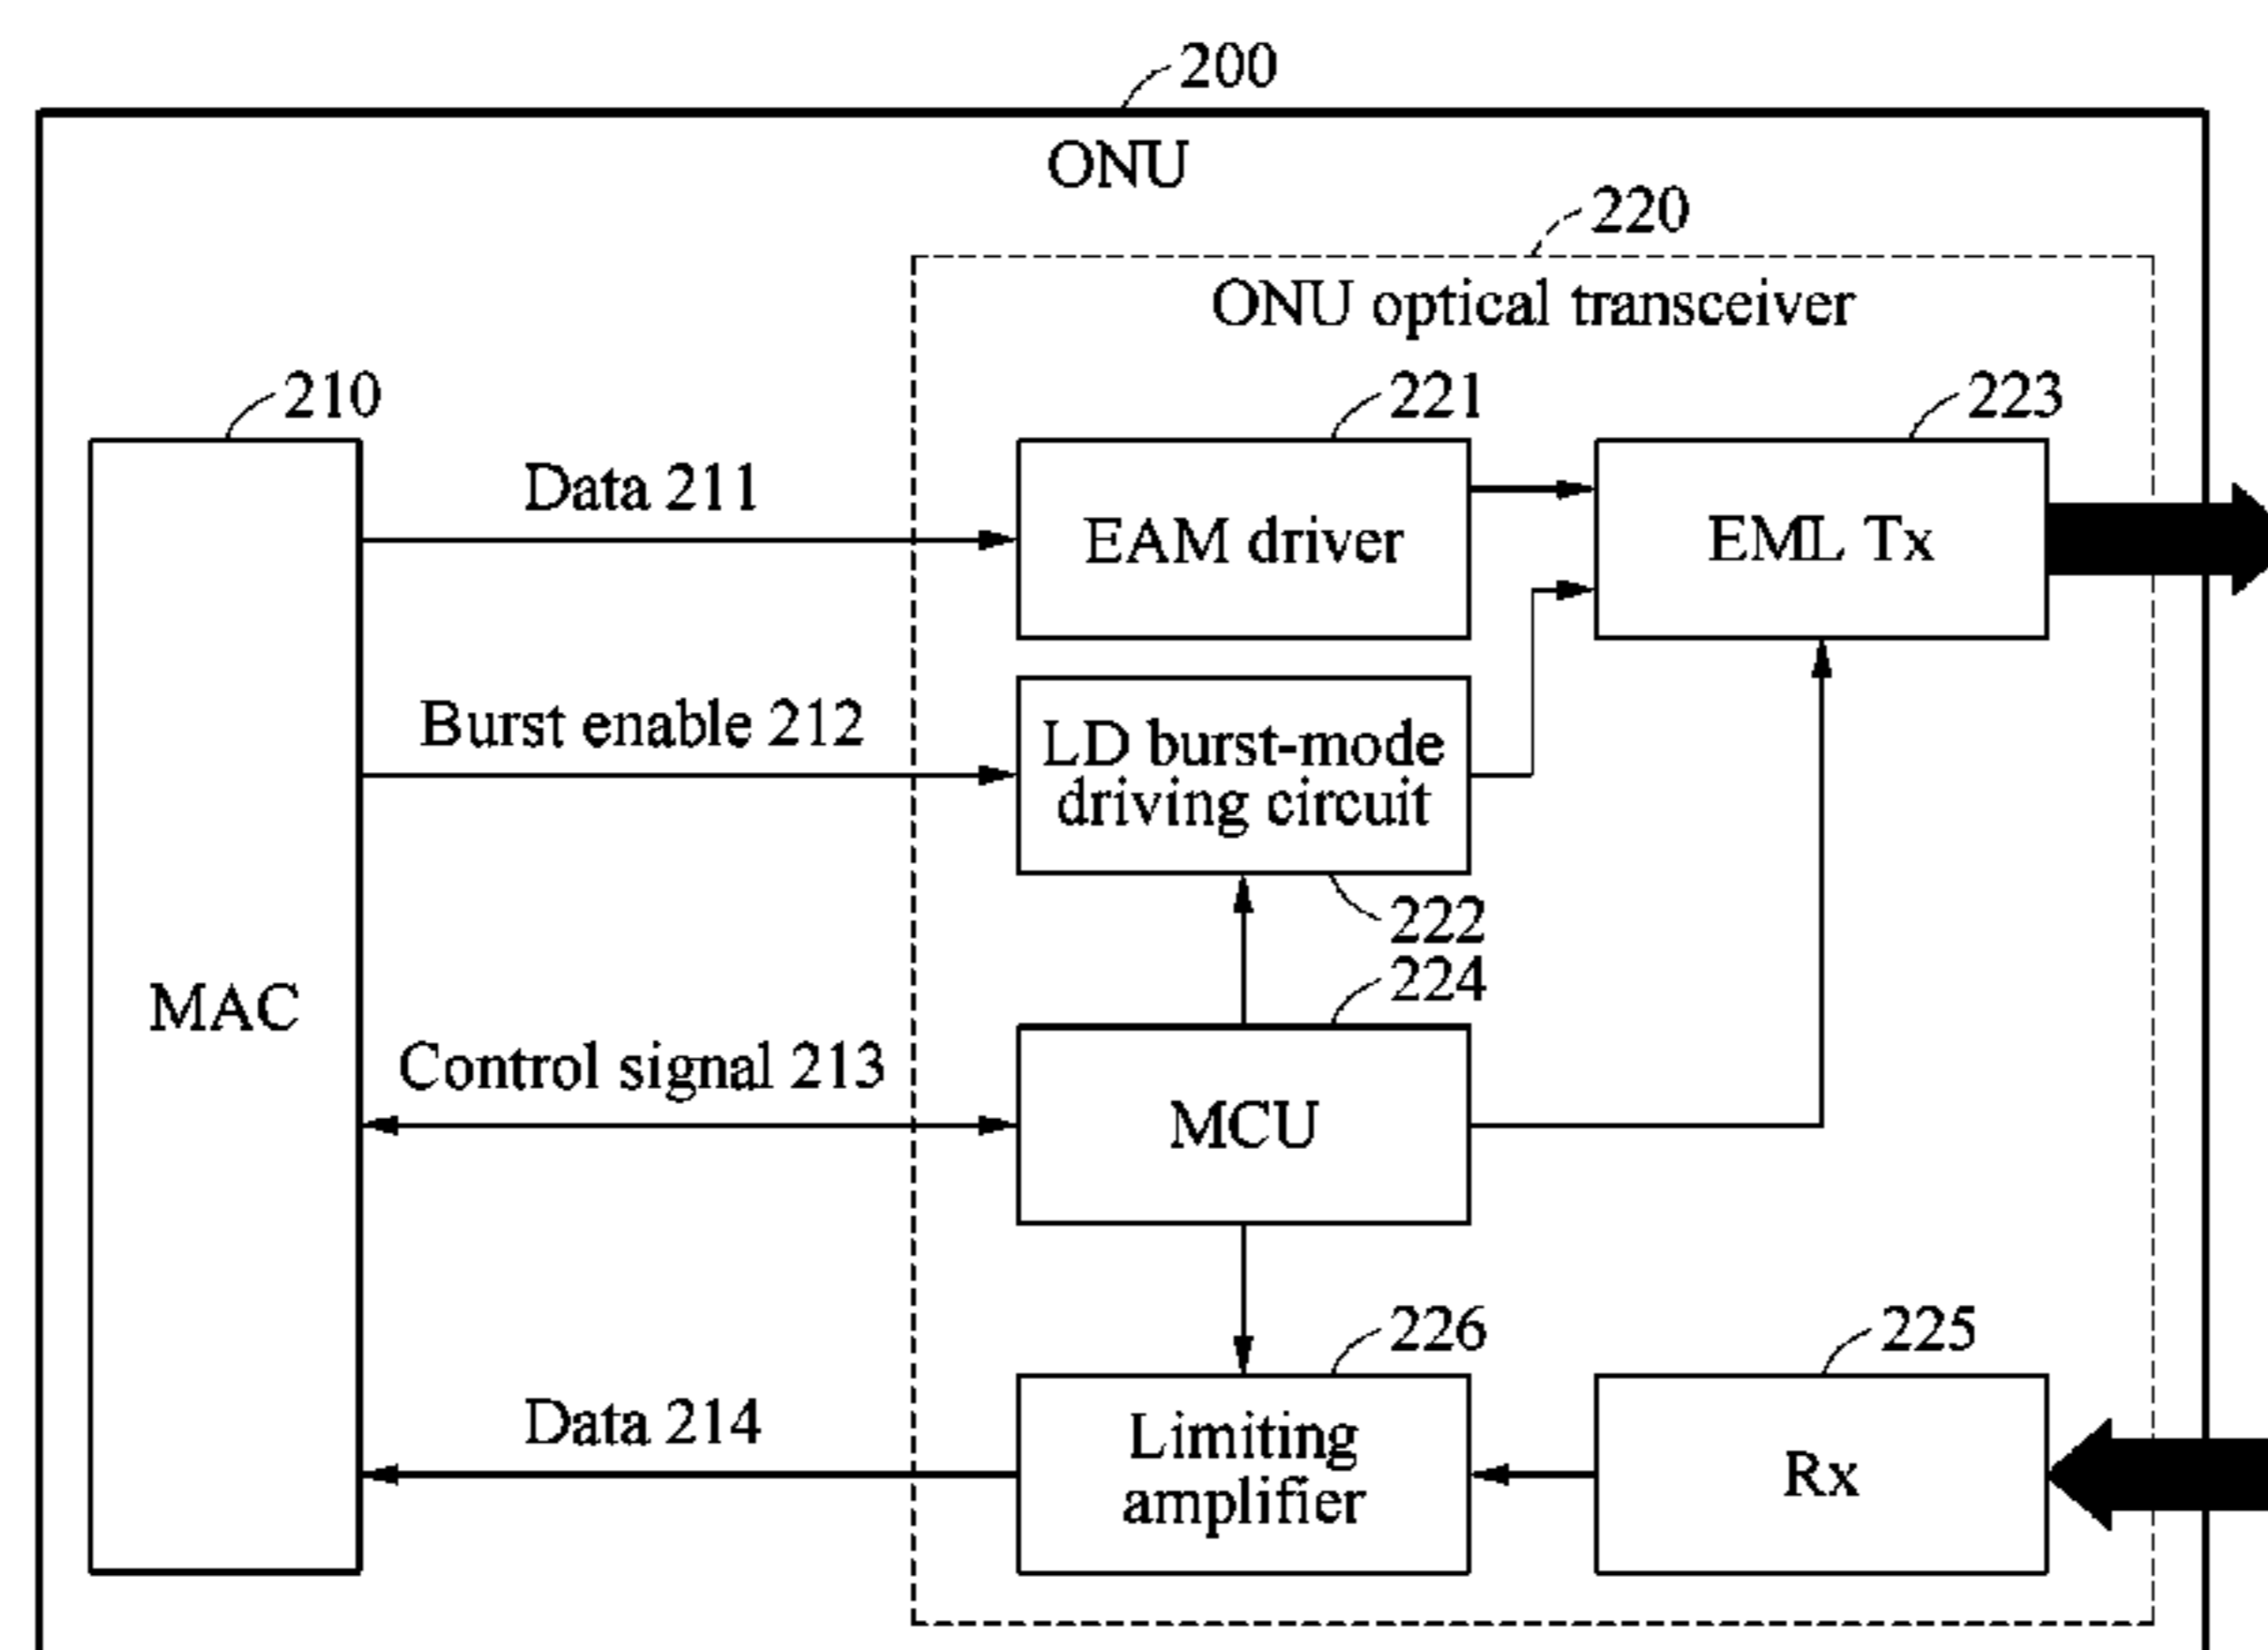 200
ONU
220
ONU optical transceiver
210
221
223
Data 211
EAM driver
EML Tx
Burst enable 212
LD burst-mode
driving circuit
222
224
MAC
Control signal 213
MCU
226
225
Data 214
Limiting
amplifier
Rx